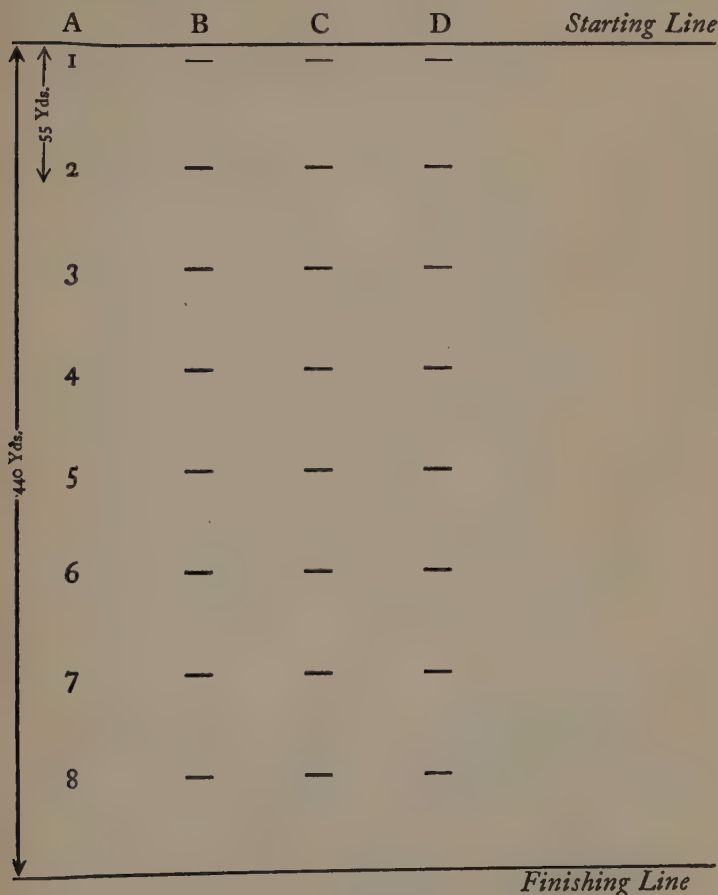 A B C D Starting Line
1 — — —
55 Yds.
2 — — —
3 — — —
4 — — —
440 Yds.
5 — — —
6 — — —
7 — — —
8 — — —
Finishing Line